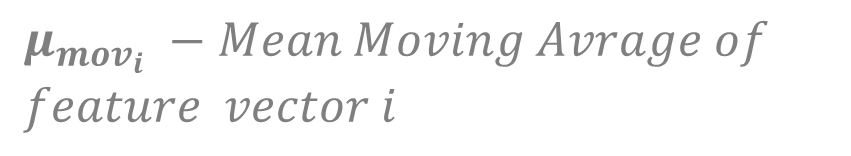 μ_mov_i − Mean Moving Avrage of
feature vector i